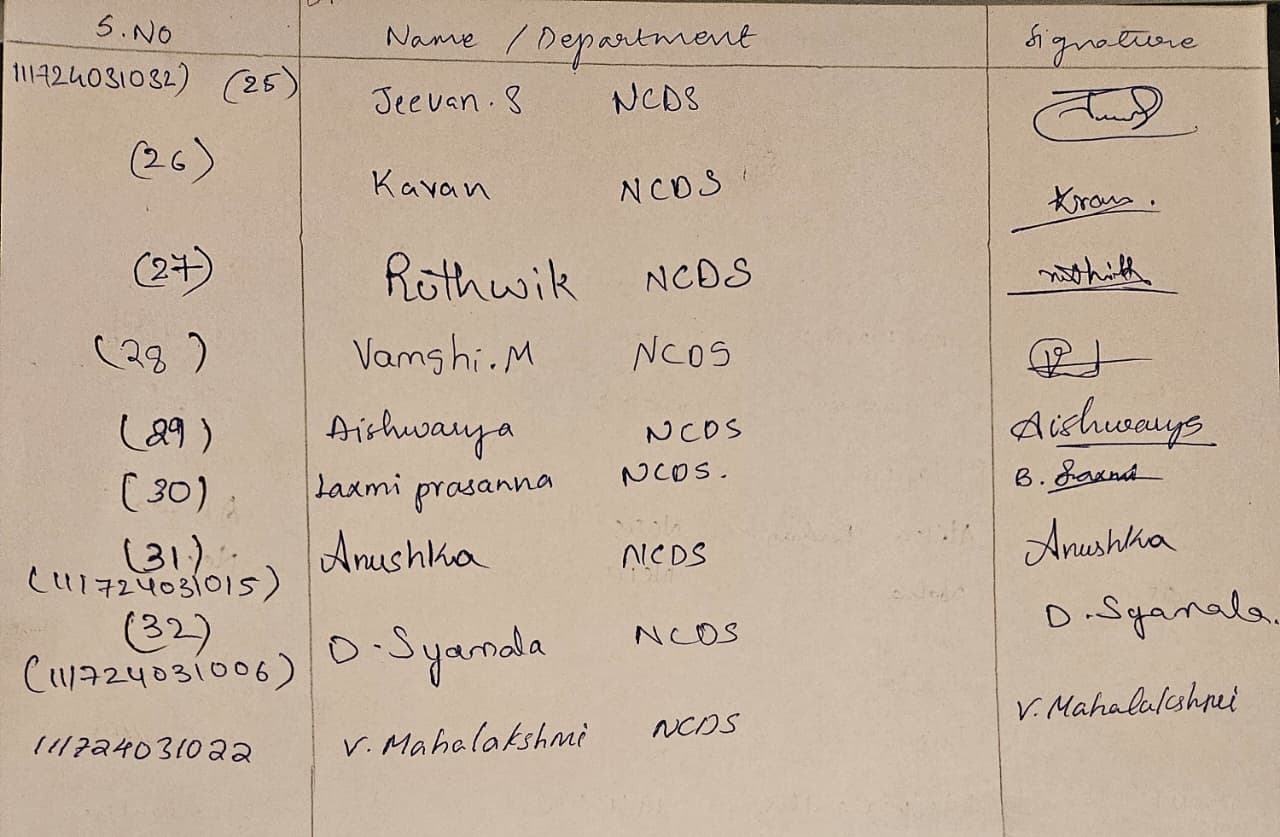 S.NO Name / Department Signature
111724031032) (25) Jeevan. S NCDS
(26) Karan NCDS Kran.
(27) Ruthwik NCDS
(28) Vamshi. M NCDS
(29) Aishwarya NCDS Aishwarya
(30) Laxmi prasanna NCDS. B. Laxmi
(31) Anushka NCDS Anushka
(111724031015)
(32) D. Syamala NCDS D. Syamala.
(111724031006)
111724031022 V. Mahalakshmi NCDS V. Mahalakshmi